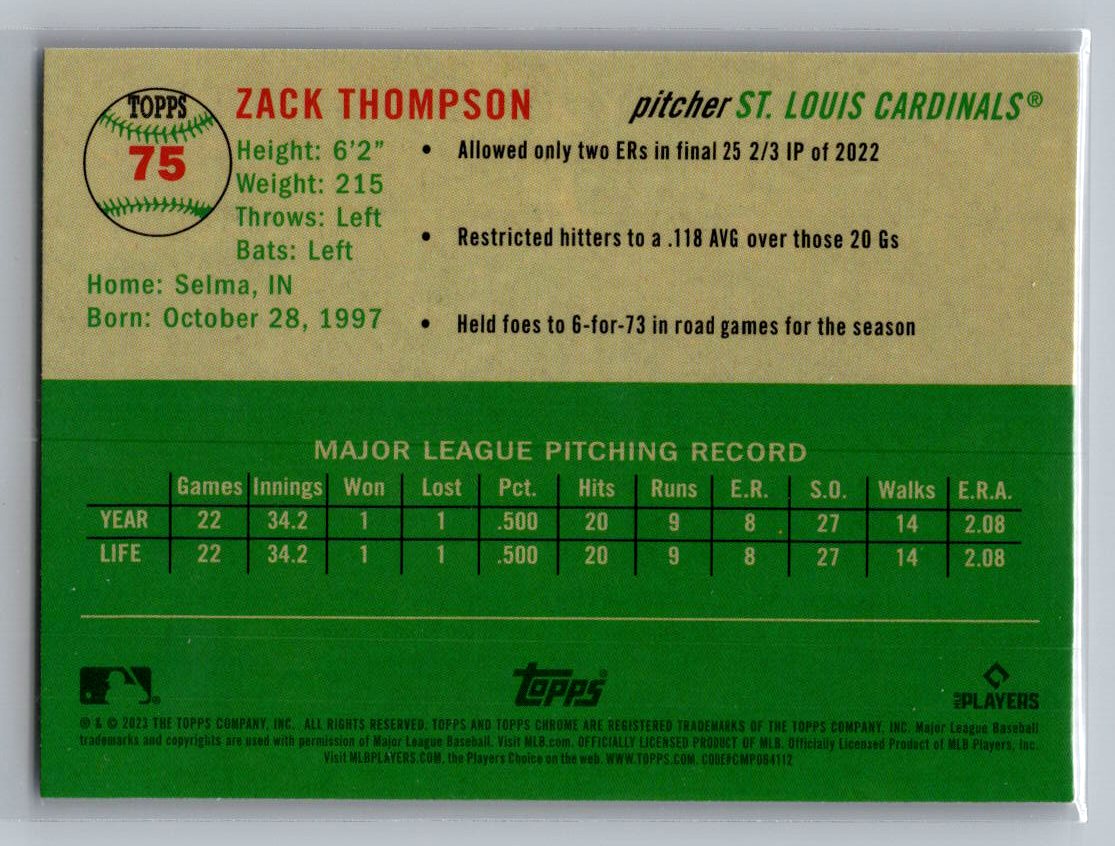 TOPPS
75
ZACK THOMPSON
pitcher ST. LOUIS CARDINALS®
Height: 6'2"
Weight: 215
Throws: Left
Bats: Left
Home: Selma, IN
Born: October 28, 1997
• Allowed only two ERs in final 25 2/3 IP of 2022
• Restricted hitters to a .118 AVG over those 20 Gs
• Held foes to 6-for-73 in road games for the season
MAJOR LEAGUE PITCHING RECORD
Games Innings Won Lost Pct. Hits Runs E.R. S.O. Walks E.R.A.
YEAR 22 34.2 1 1 .500 20 9 8 27 14 2.08
LIFE 22 34.2 1 1 .500 20 9 8 27 14 2.08
topps®
MLB PLAYERS
® & © 2023 THE TOPPS COMPANY, INC. ALL RIGHTS RESERVED. TOPPS AND TOPPS CHROME ARE REGISTERED TRADEMARKS OF THE TOPPS COMPANY, INC. Major League Baseball
trademarks and copyrights are used with permission of Major League Baseball. Visit MLB.com. OFFICIALLY LICENSED PRODUCT OF MLB. Officially Licensed Product of MLB Players, Inc.
Visit MLBPLAYERS.COM, the Players Choice on the web. WWW.TOPPS.COM. CODE#CMP084112